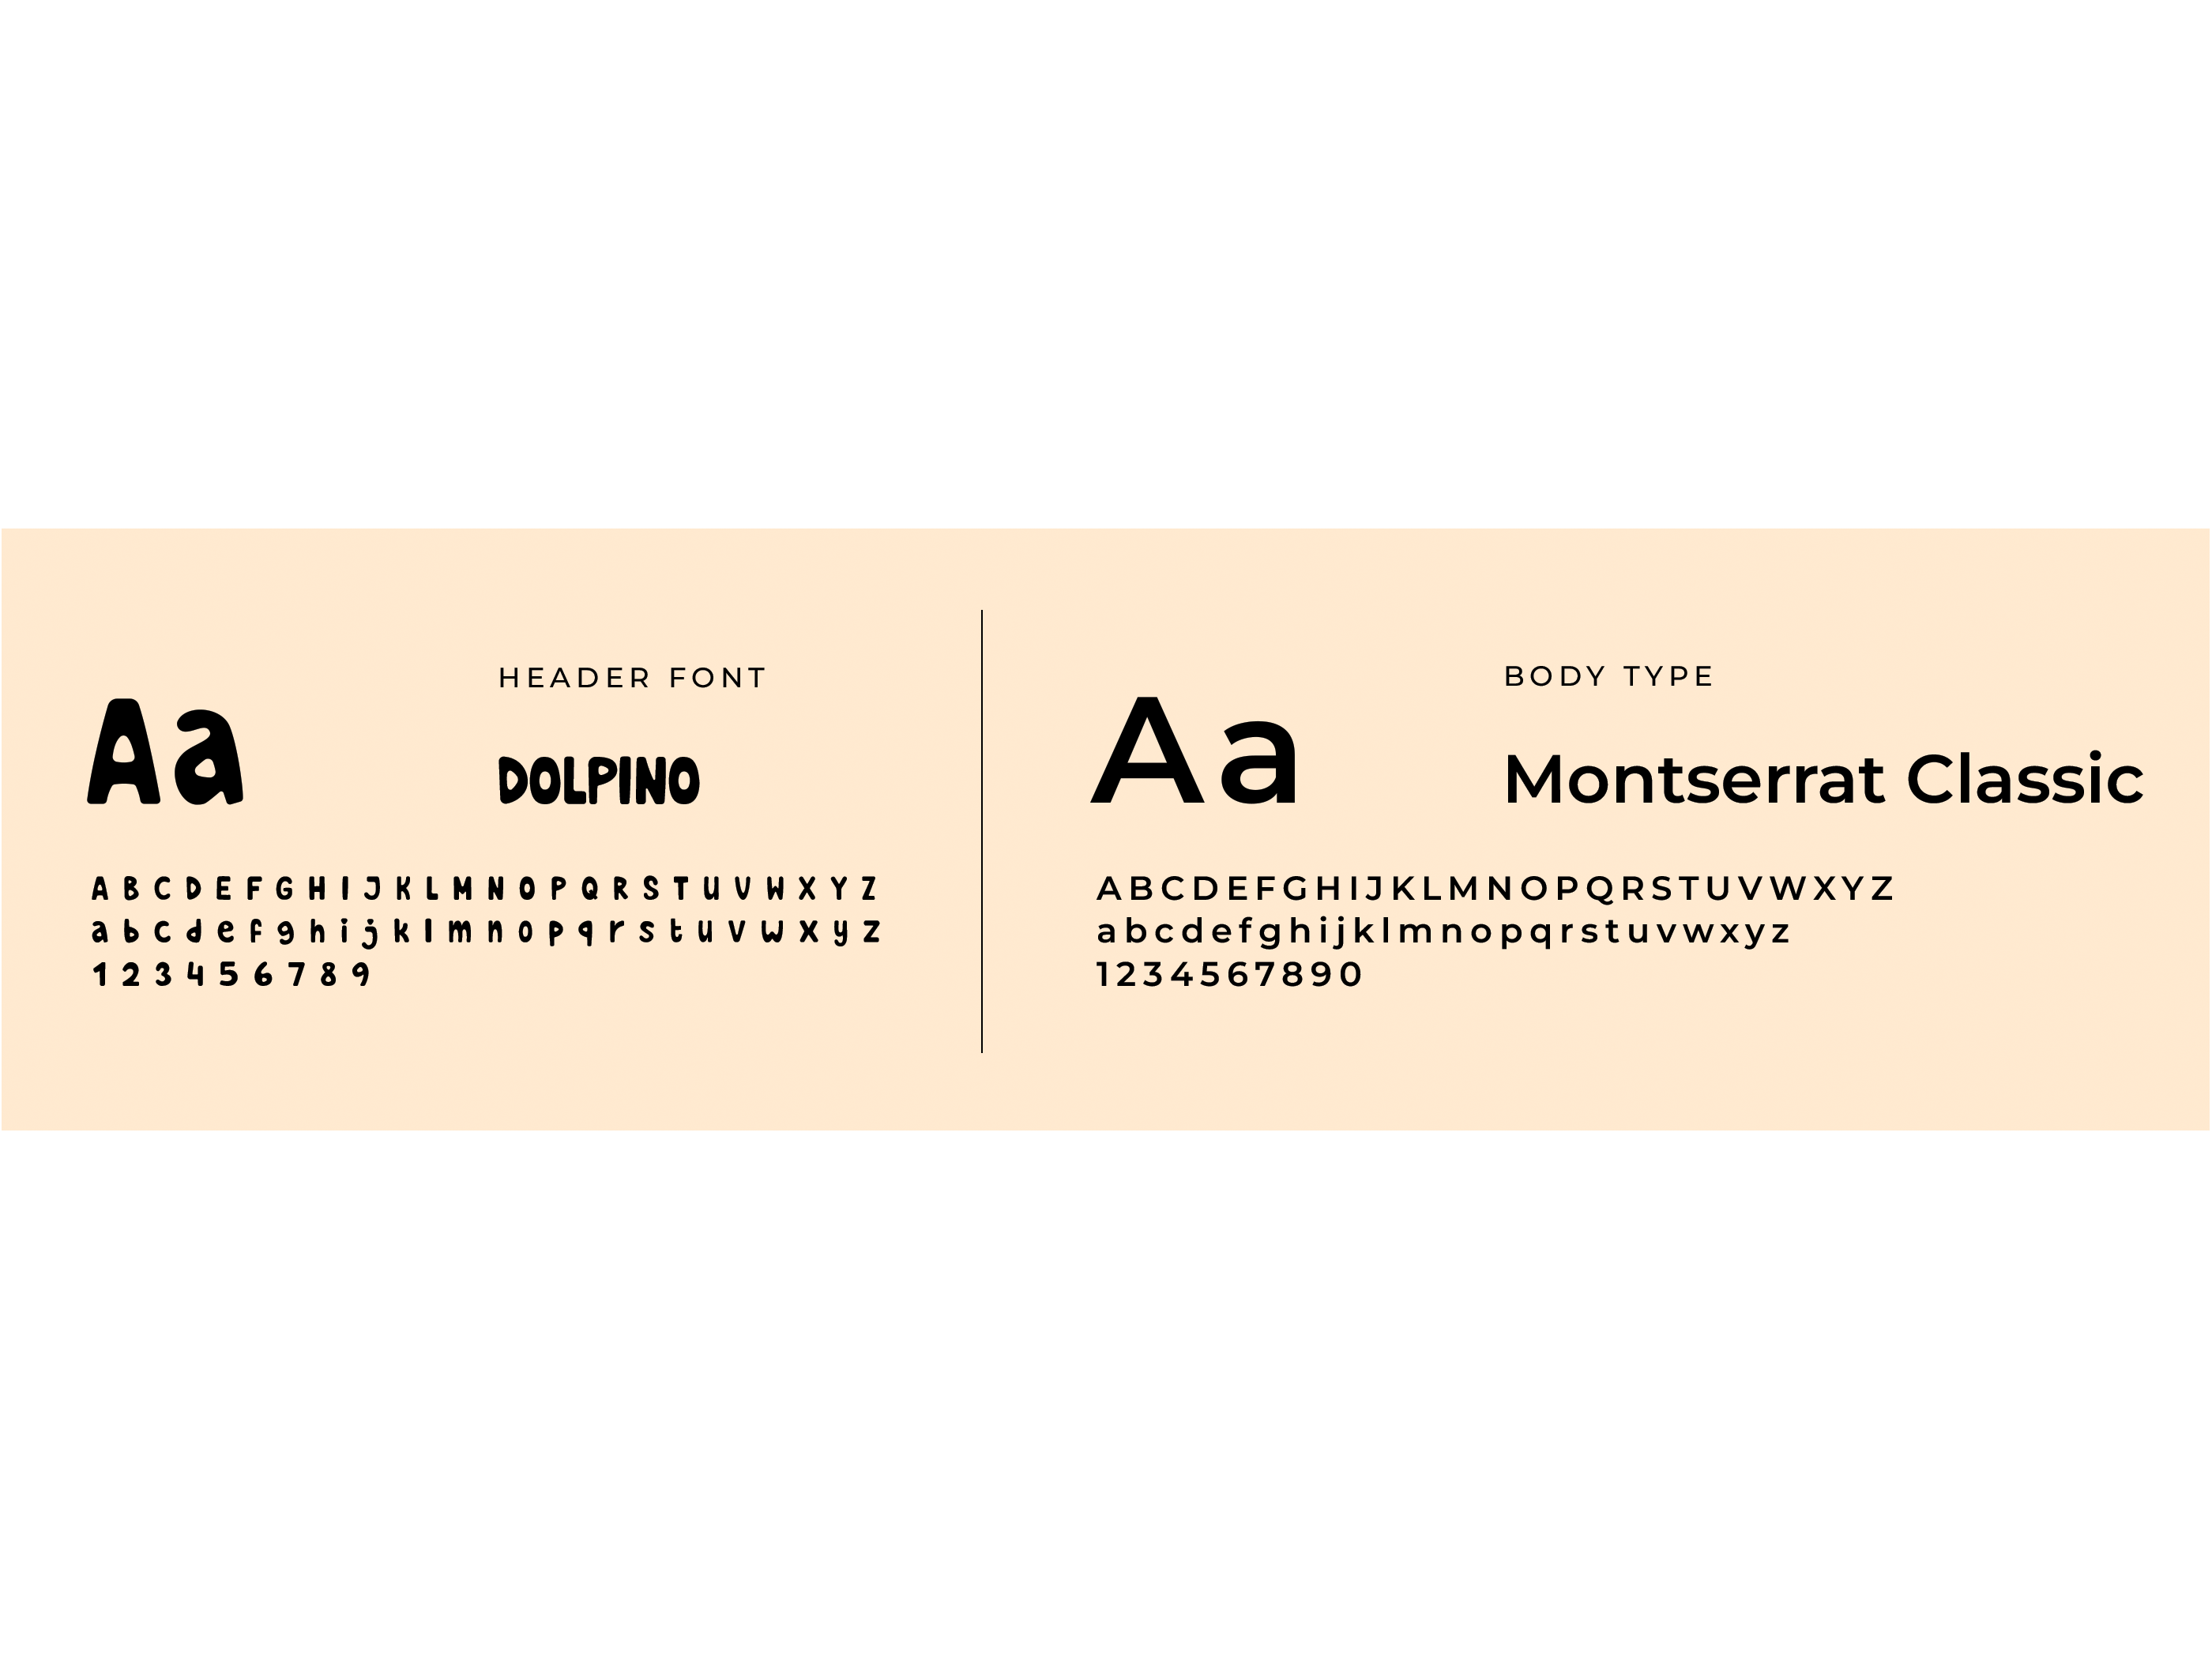 Aa
HEADER FONT
DOLPINO
A B C D E F G H I J K L M N O P Q R S T U V W X Y Z
a b c d e f g h i j k l m n o p q r s t u v w x y z
1 2 3 4 5 6 7 8 9
Aa
BODY TYPE
Montserrat Classic
ABCDEFGHIJKLMNOPQRSTUVWXYZ
abcdefghijklmnopqrstuvwxyz
1234567890